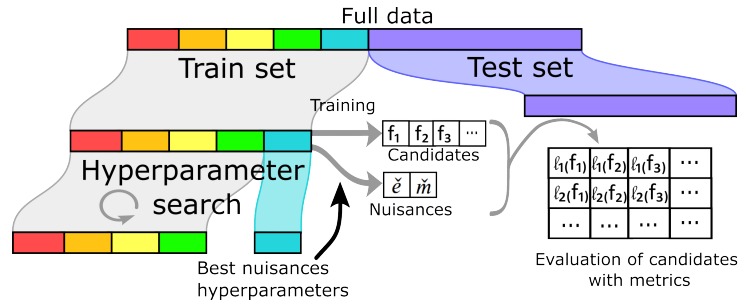 Full data
Train set
Test set
Training
f1 f2 f3 ...
Candidates
Hyperparameter
search
ě m̌
Nuisances
Best nuisances
hyperparameters
ℓ1(f1) ℓ1(f2) ℓ1(f3) ...
ℓ2(f1) ℓ2(f2) ℓ2(f3) ...
... ... ... ...
Evaluation of candidates
with metrics